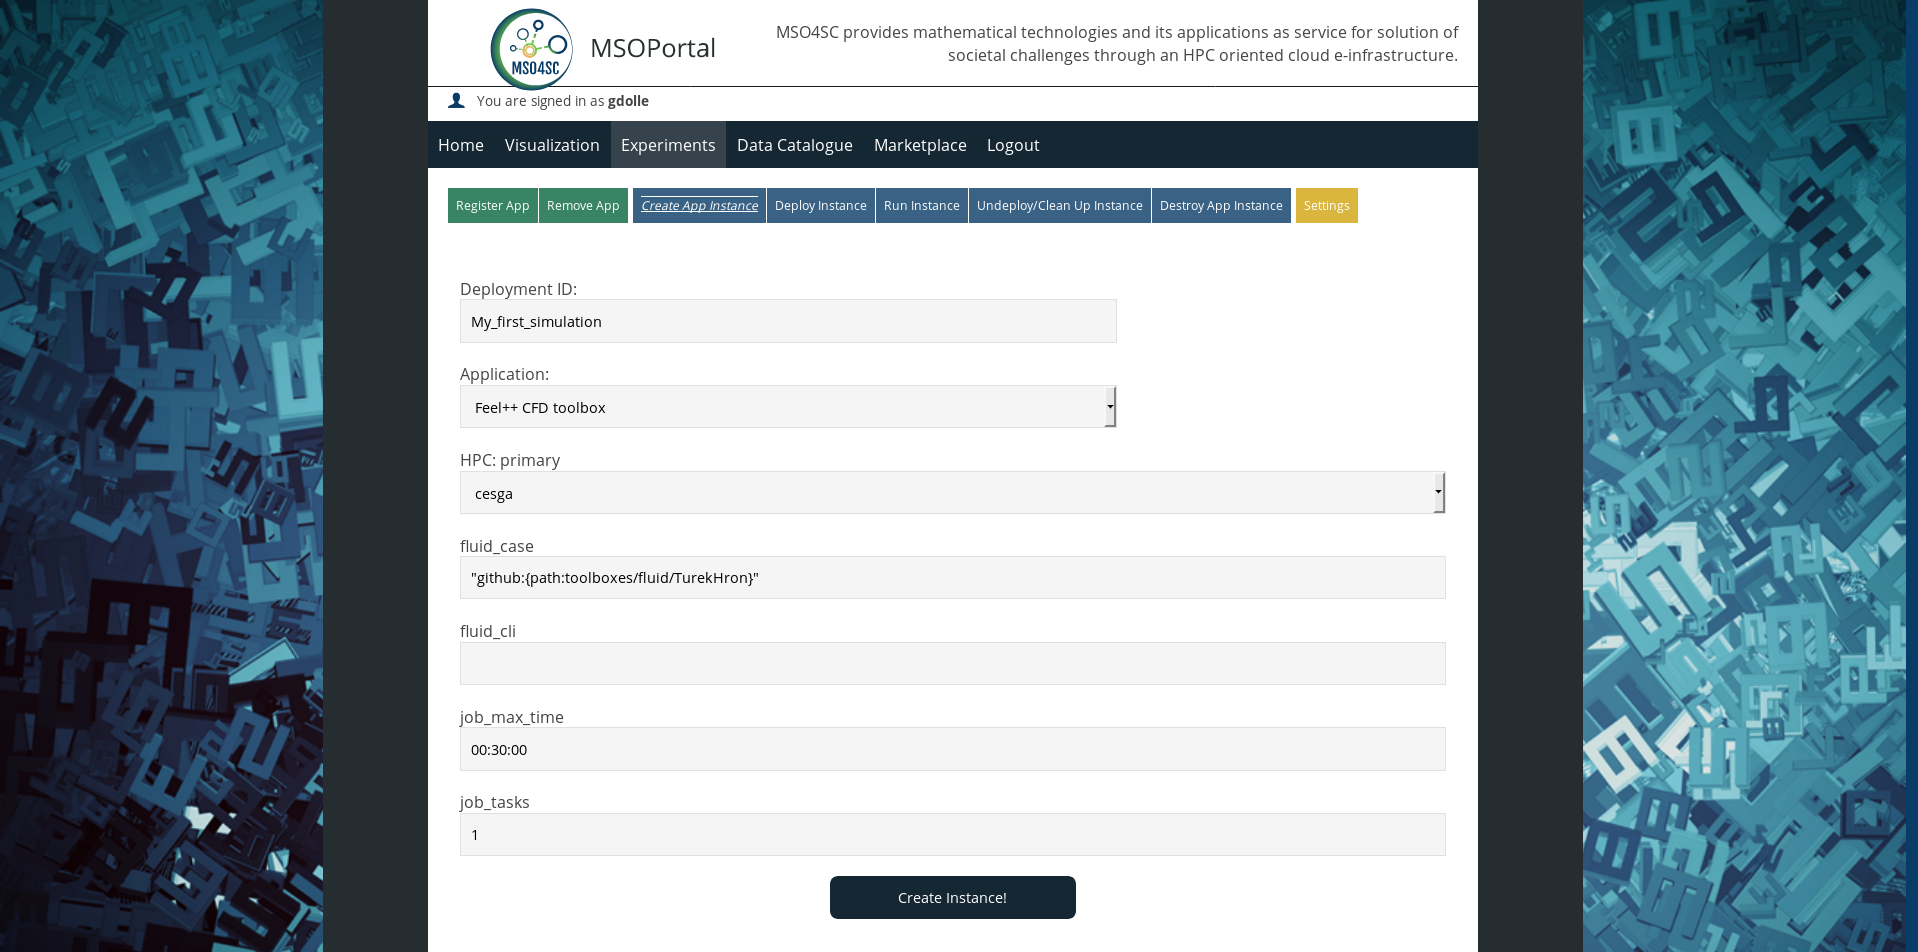 MSO4SC
MSOPortal
MSO4SC provides mathematical technologies and its applications as service for solution of
societal challenges through an HPC oriented cloud e-infrastructure.
You are signed in as gdolle
Home Visualization Experiments Data Catalogue Marketplace Logout
Register App Remove App Create App Instance Deploy Instance Run Instance Undeploy/Clean Up Instance Destroy App Instance Settings
Deployment ID:
My_first_simulation
Application:
Feel++ CFD toolbox
HPC: primary
cesga
fluid_case
"github:{path:toolboxes/fluid/TurekHron}"
fluid_cli
job_max_time
00:30:00
job_tasks
1
Create Instance!